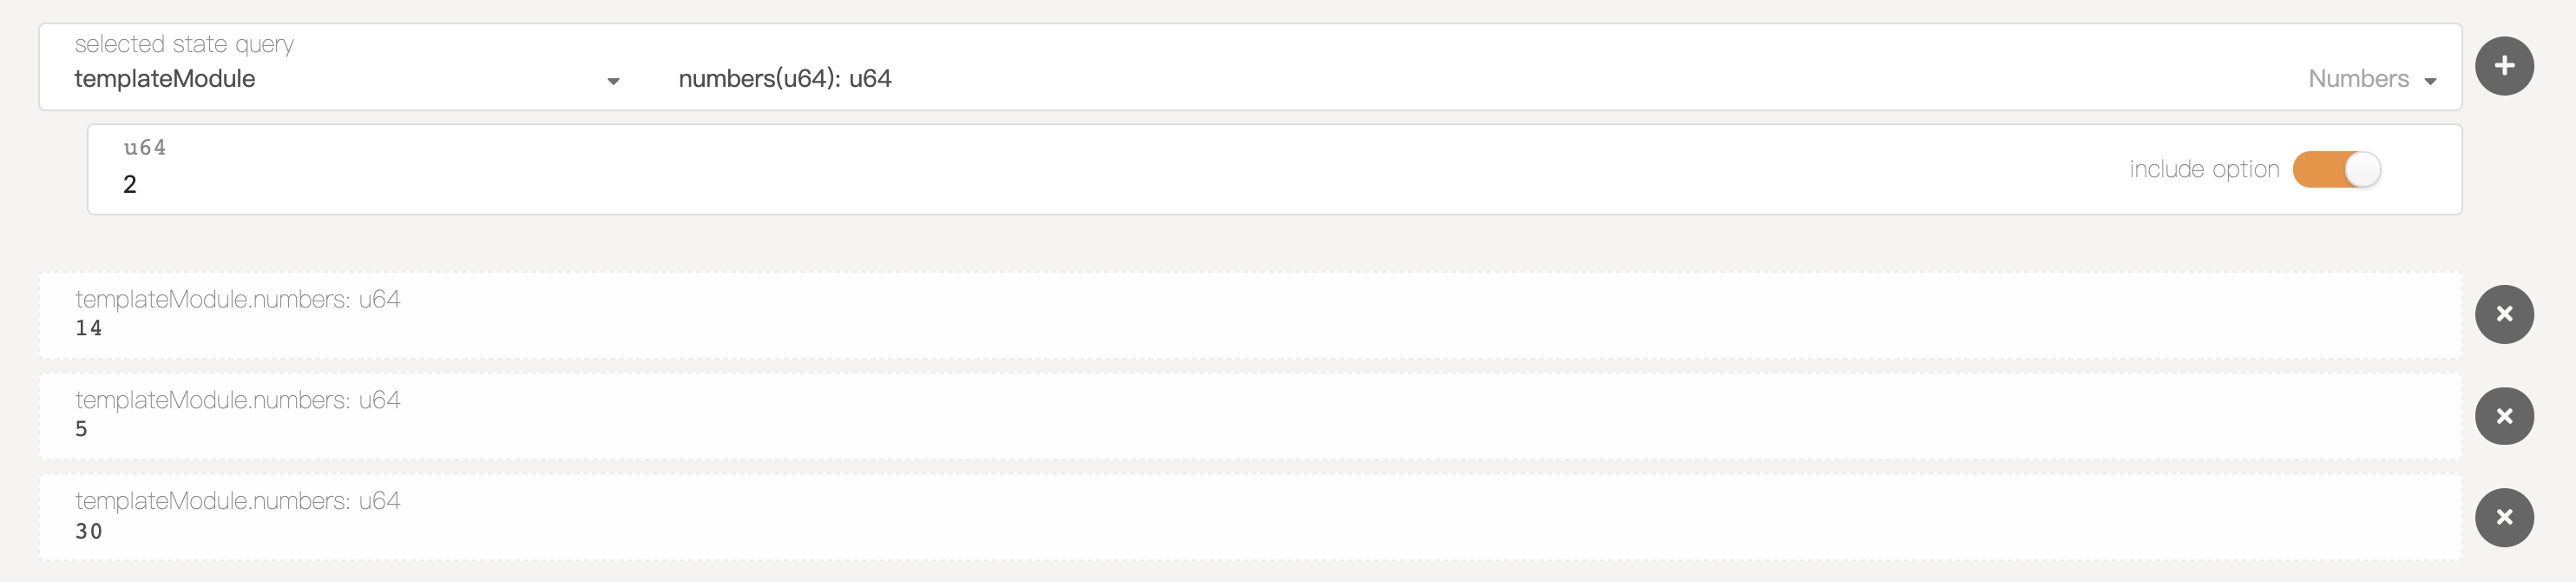 selected state query
templateModule numbers(u64): u64 Numbers
u64
2
include option
templateModule.numbers: u64
14
templateModule.numbers: u64
5
templateModule.numbers: u64
30